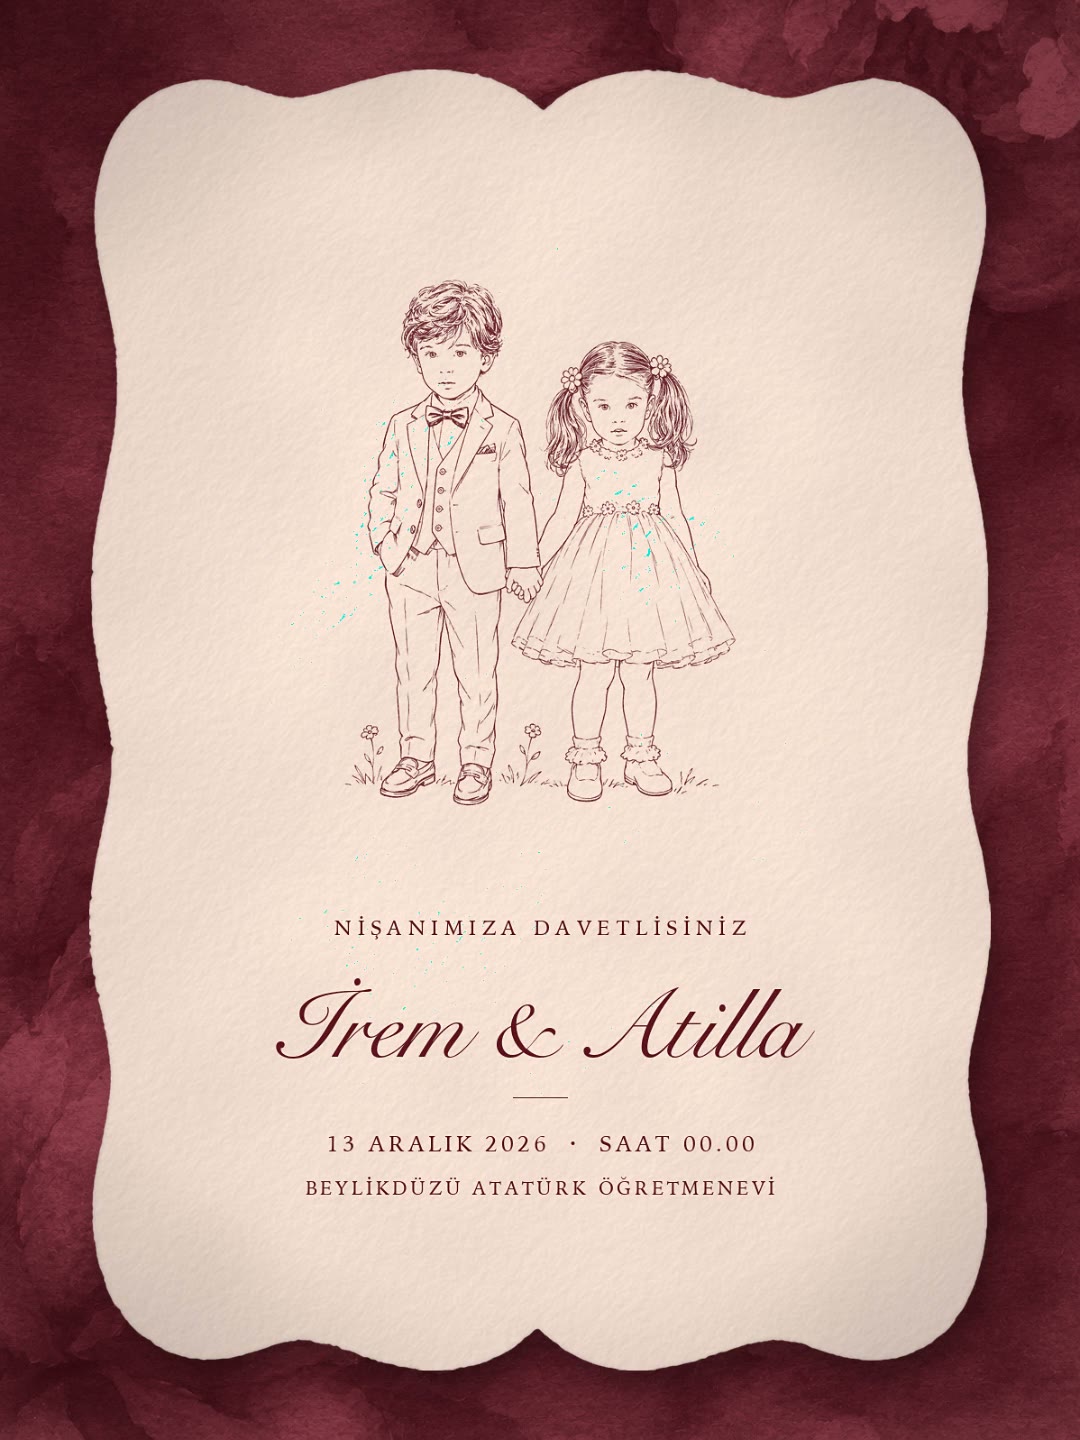 NİŞANIMIZA DAVETLİSİNİZ
İrem & Atilla
13 ARALIK 2026 · SAAT 00.00
BEYLİKDÜZÜ ATATÜRK ÖĞRETMENEVİ